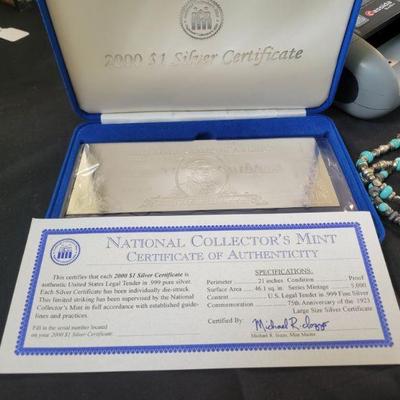 2000 $1 Silver Certificate
NATIONAL COLLECTOR'S MINT
CERTIFICATE OF AUTHENTICITY
This certifies that each 2000 $1 Silver Certificate is
authentic United States Legal Tender in .999 pure silver.
Each Silver Certificate has been individually die-struck.
This limited striking has been supervised by the National
Collector's Mint in full accordance with established guide-
lines and practices.
Fill in the serial number located
on your 2000 $1 Silver Certificate
SPECIFICATIONS:
Perimeter 21 inches Condition Proof
Surface Area 46.1 sq. in. Series Mintage 5,000
Content U.S. Legal Tender in .999 Fine Silver
Commemorative 75th Anniversary of the 1923
Large Size Silver Certificate
Certified By:
Michael R.
Mint Master